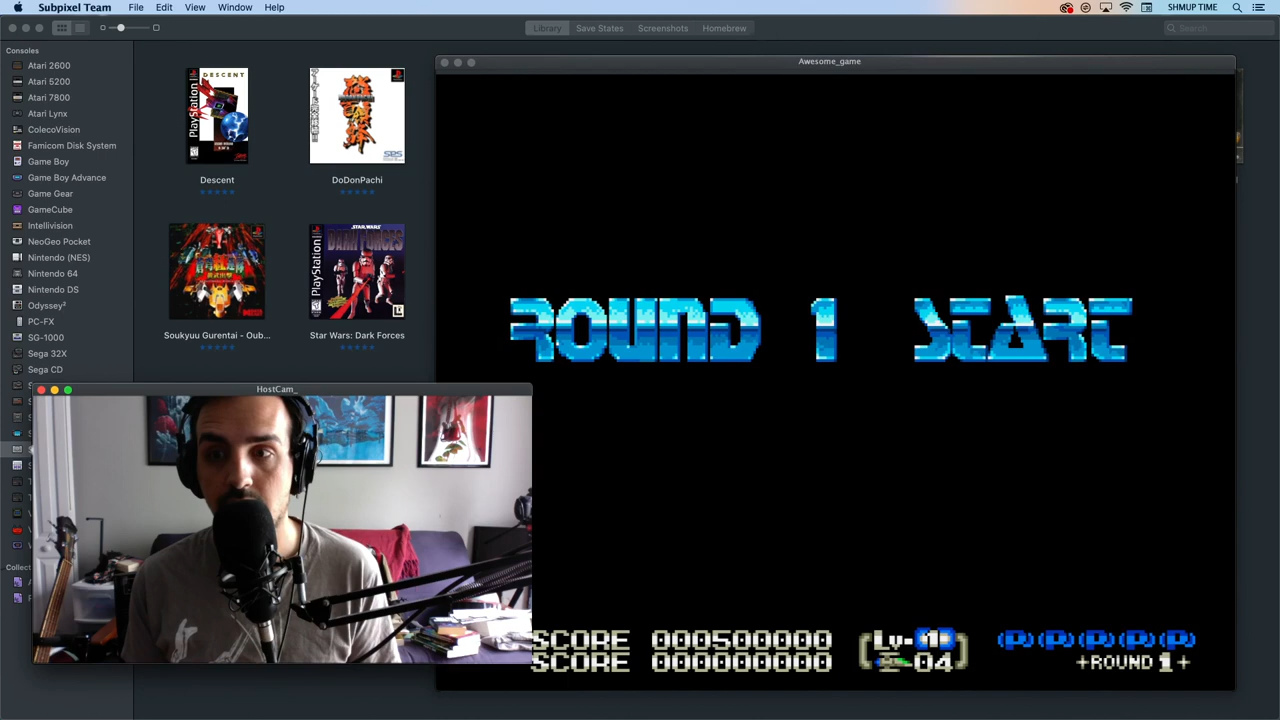 Subpixel Team File Edit View Window Help SHMUP TIME
Library Save States Screenshots Homebrew Search
Consoles
Atari 2600
Atari 5200
Atari 7800
Atari Lynx
ColecoVision
Famicom Disk System
Game Boy
Game Boy Advance
Game Gear
GameCube
Intellivision
NeoGeo Pocket
Nintendo (NES)
Nintendo 64
Nintendo DS
Odyssey²
PC-FX
SG-1000
Sega 32X
Sega CD
Collect
PlayStation
DESCENT
Descent
DoDonPachi
Soukyuu Gurentai - Oub...
PlayStation
STAR WARS
DARK FORCES
Star Wars: Dark Forces
Awesome_game
ROUND 1 START
SCORE 000500000
SCORE 000000000
Lv-
04
P P P P P
+ROUND 1+
HostCam_